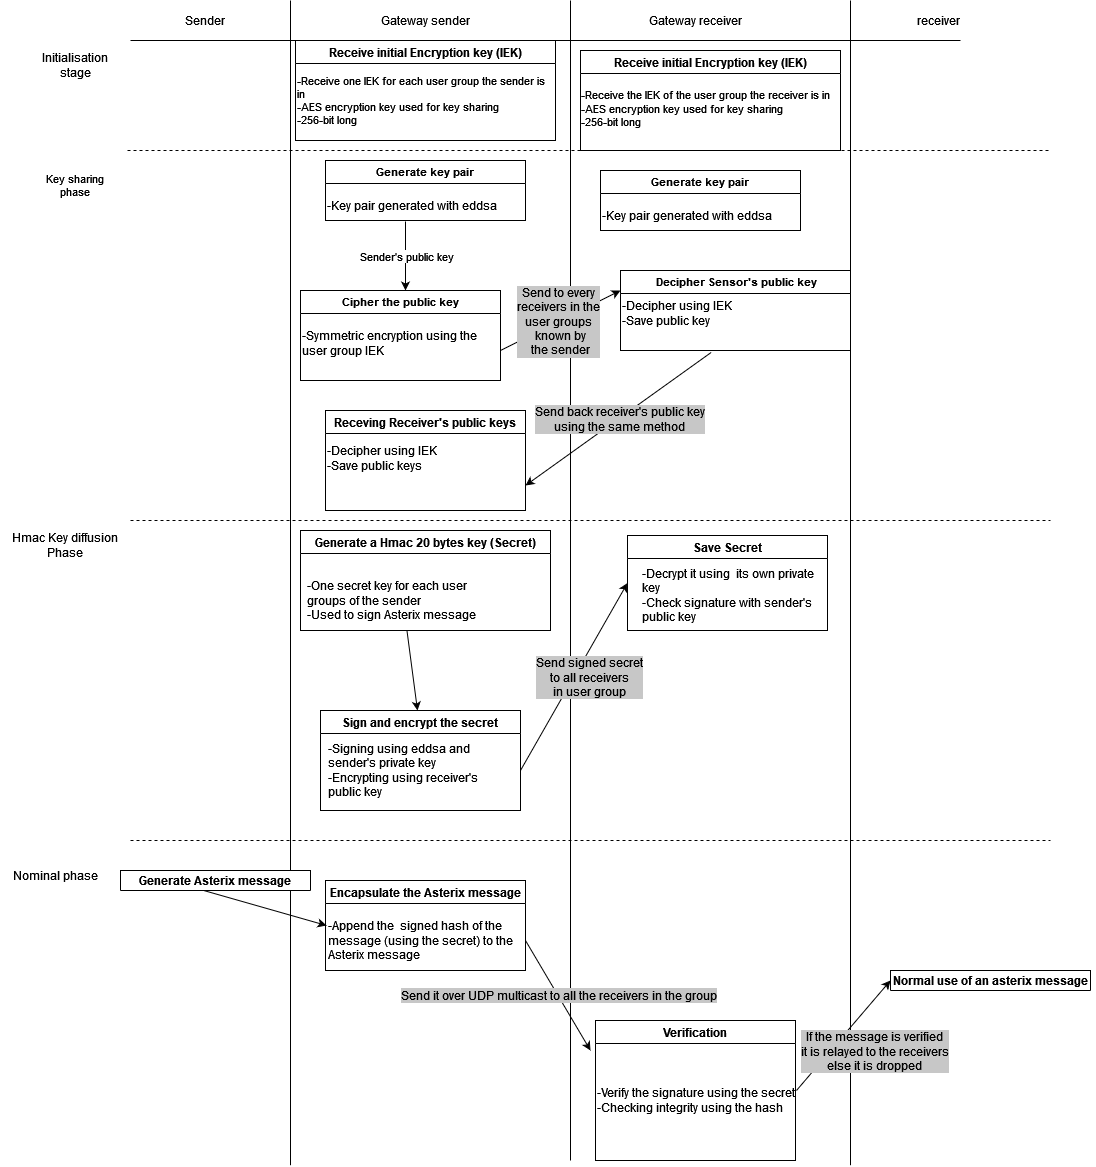 Sender
Gateway sender
Gateway receiver
receiver
Initialisation
stage
Receive initial Encryption key (IEK)
-Receive one IEK for each user group the sender is
in
-AES encryption key used for key sharing
-256-bit long
Receive initial Encryption key (IEK)
-Receive the IEK of the user group the receiver is in
-AES encryption key used for key sharing
-256-bit long
Key sharing
phase
Generate key pair
-Key pair generated with eddsa
Generate key pair
-Key pair generated with eddsa
Sender's public key
Cipher the public key
-Symmetric encryption using the
user group IEK
Send to every
receivers in the
user groups
known by
the sender
Decipher Sensor's public key
-Decipher using IEK
-Save public key
Send back receiver's public key
using the same method
Receving Receiver's public keys
-Decipher using IEK
-Save public keys
Hmac Key diffusion
Phase
Generate a Hmac 20 bytes key (Secret)
-One secret key for each user
groups of the sender
-Used to sign Asterix message
Save Secret
-Decrypt it using its own private
key
-Check signature with sender's
public key
Send signed secret
to all receivers
in user group
Sign and encrypt the secret
-Signing using eddsa and
sender's private key
-Encrypting using receiver's
public key
Nominal phase
Generate Asterix message
Encapsulate the Asterix message
-Append the signed hash of the
message (using the secret) to the
Asterix message
Send it over UDP multicast to all the receivers in the group
Normal use of an asterix message
Verification
-Verify the signature using the secret
-Checking integrity using the hash
If the message is verified
it is relayed to the receivers
else it is dropped